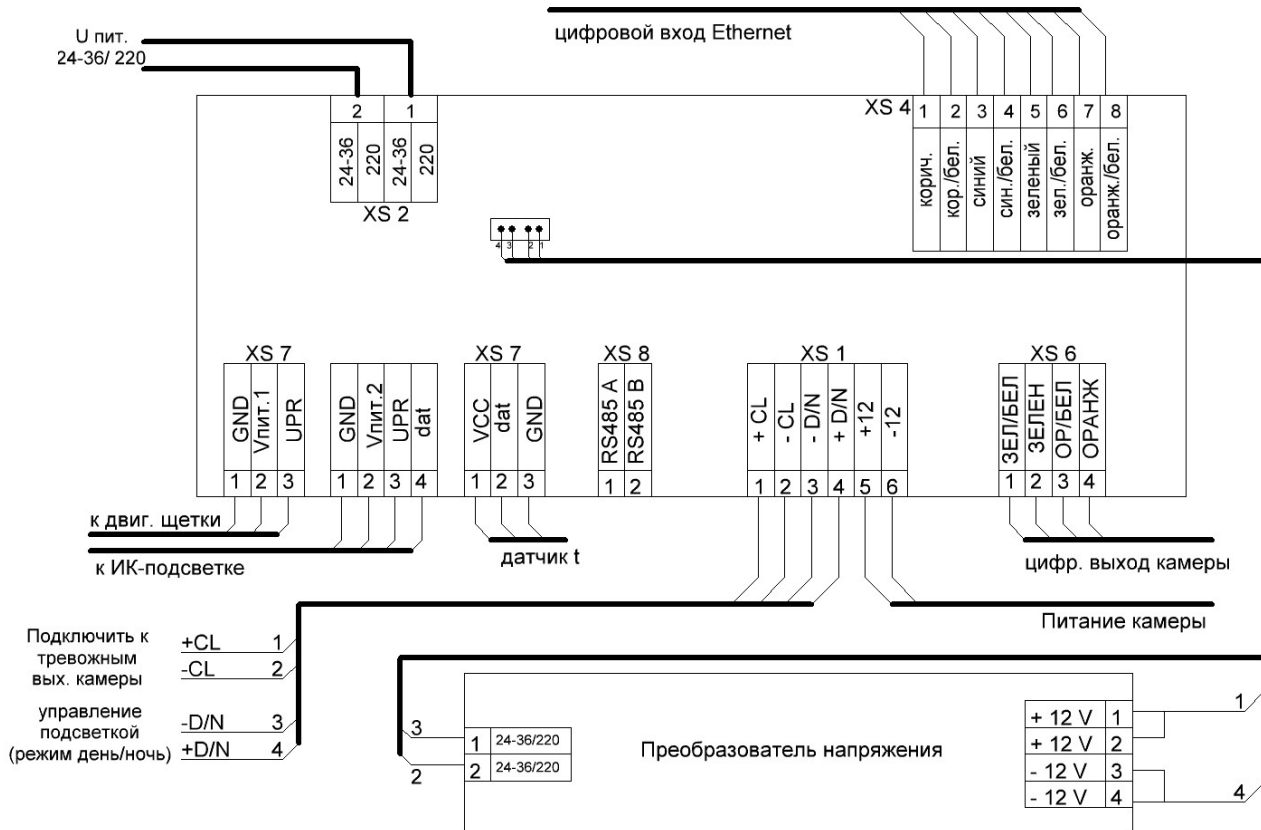 U пит.
24-36/ 220
цифровой вход Ethernet
2 1
24-36 220 24-36 220
XS 2
XS 4 1 2 3 4 5 6 7 8
корич. кор./бел. синий син./бел. зеленый зел./бел. оранж. оранж./бел.
4 3 2 1
XS 7
GND Vпит.1 UPR
1 2 3
GND Vпит.2 UPR dat
1 2 3 4
XS 7
VCC dat GND
1 2 3
XS 8
RS485 A RS485 B
1 2
XS 1
+ CL - CL - D/N + D/N +12 -12
1 2 3 4 5 6
XS 6
ЗЕЛ/БЕЛ ЗЕЛЕН ОР/БЕЛ ОРАНЖ
1 2 3 4
к двиг. щетки
к ИК-подсветке
датчик t
цифр. выход камеры
Питание камеры
Подключить к
тревожным
вых. камеры
+CL 1
-CL 2
управление
подсветкой
(режим день/ночь)
-D/N 3
+D/N 4
3
1 24-36/220
2 24-36/220
2
Преобразователь напряжения
+ 12 V 1
+ 12 V 2
- 12 V 3
- 12 V 4
1
4